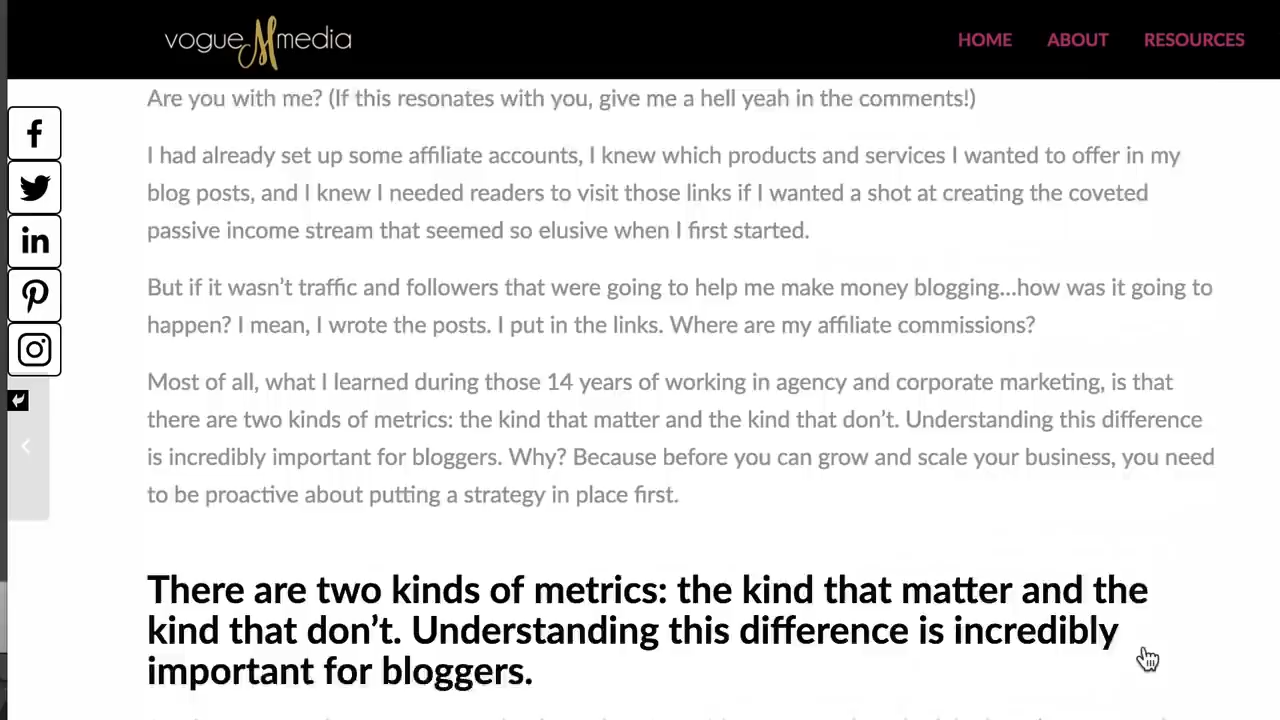 vogue M media
HOME ABOUT RESOURCES
Are you with me? (If this resonates with you, give me a hell yeah in the comments!)
I had already set up some affiliate accounts, I knew which products and services I wanted to offer in my
blog posts, and I knew I needed readers to visit those links if I wanted a shot at creating the coveted
passive income stream that seemed so elusive when I first started.
But if it wasn’t traffic and followers that were going to help me make money blogging...how was it going to
happen? I mean, I wrote the posts. I put in the links. Where are my affiliate commissions?
Most of all, what I learned during those 14 years of working in agency and corporate marketing, is that
there are two kinds of metrics: the kind that matter and the kind that don’t. Understanding this difference
is incredibly important for bloggers. Why? Because before you can grow and scale your business, you need
to be proactive about putting a strategy in place first.
There are two kinds of metrics: the kind that matter and the
kind that don’t. Understanding this difference is incredibly
important for bloggers.